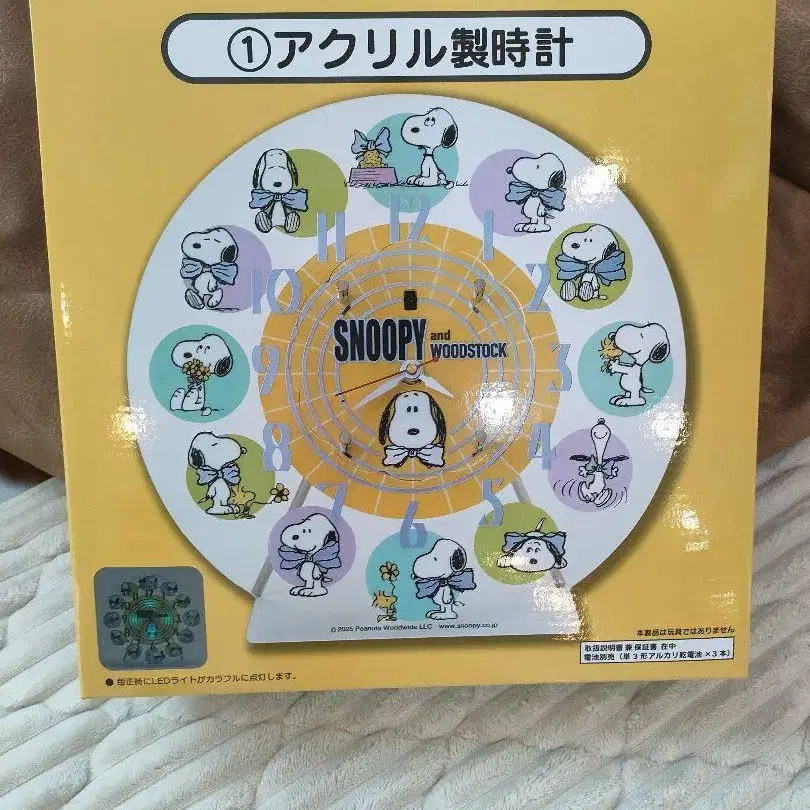 ①アクリル製時計
12
11
1
10
2
SNOOPY and WOODSTOCK
9
3
8
4
7
5
6
© 2025 Peanuts Worldwide LLC www.snoopy.co.jp
本製品は玩具ではありません
取扱説明書 兼 保証書 在中
電池別売（単3形アルカリ乾電池×3本）
● 毎正時にLEDライトがカラフルに点灯します。